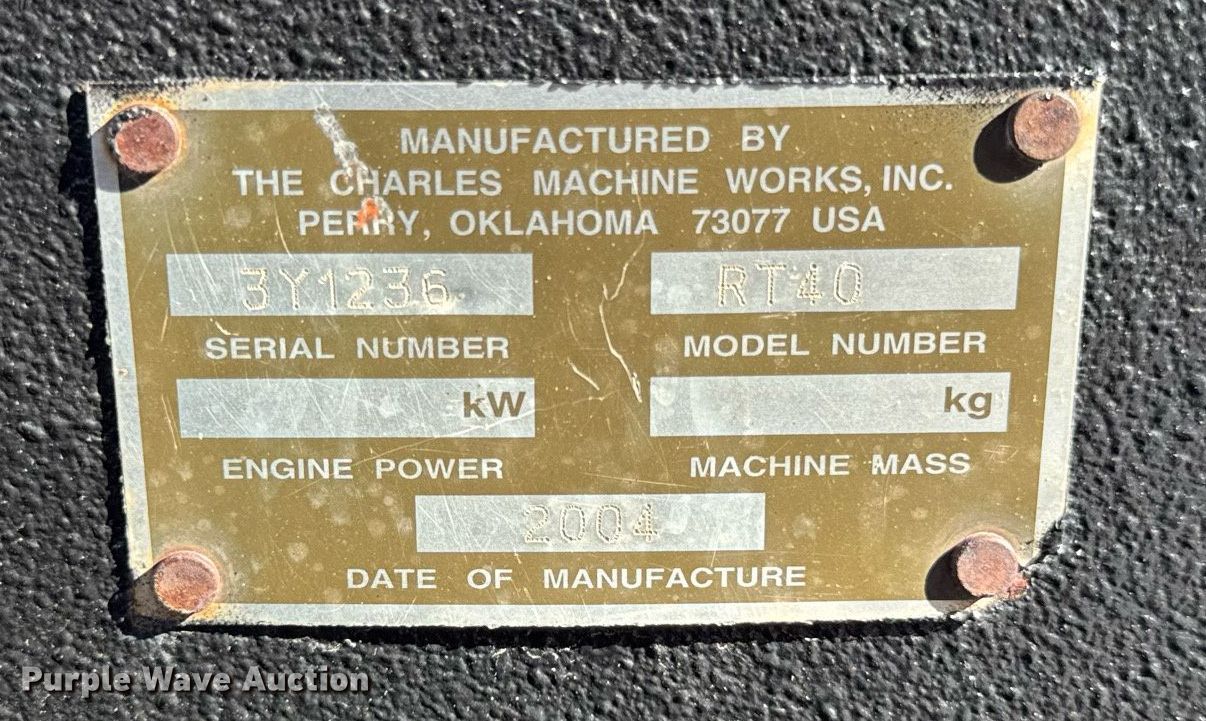 MANUFACTURED BY
THE CHARLES MACHINE WORKS, INC.
PERRY, OKLAHOMA 73077 USA
3Y1236 RT40
SERIAL NUMBER MODEL NUMBER
kW kg
ENGINE POWER MACHINE MASS
2004
DATE OF MANUFACTURE
Purple Wave Auction